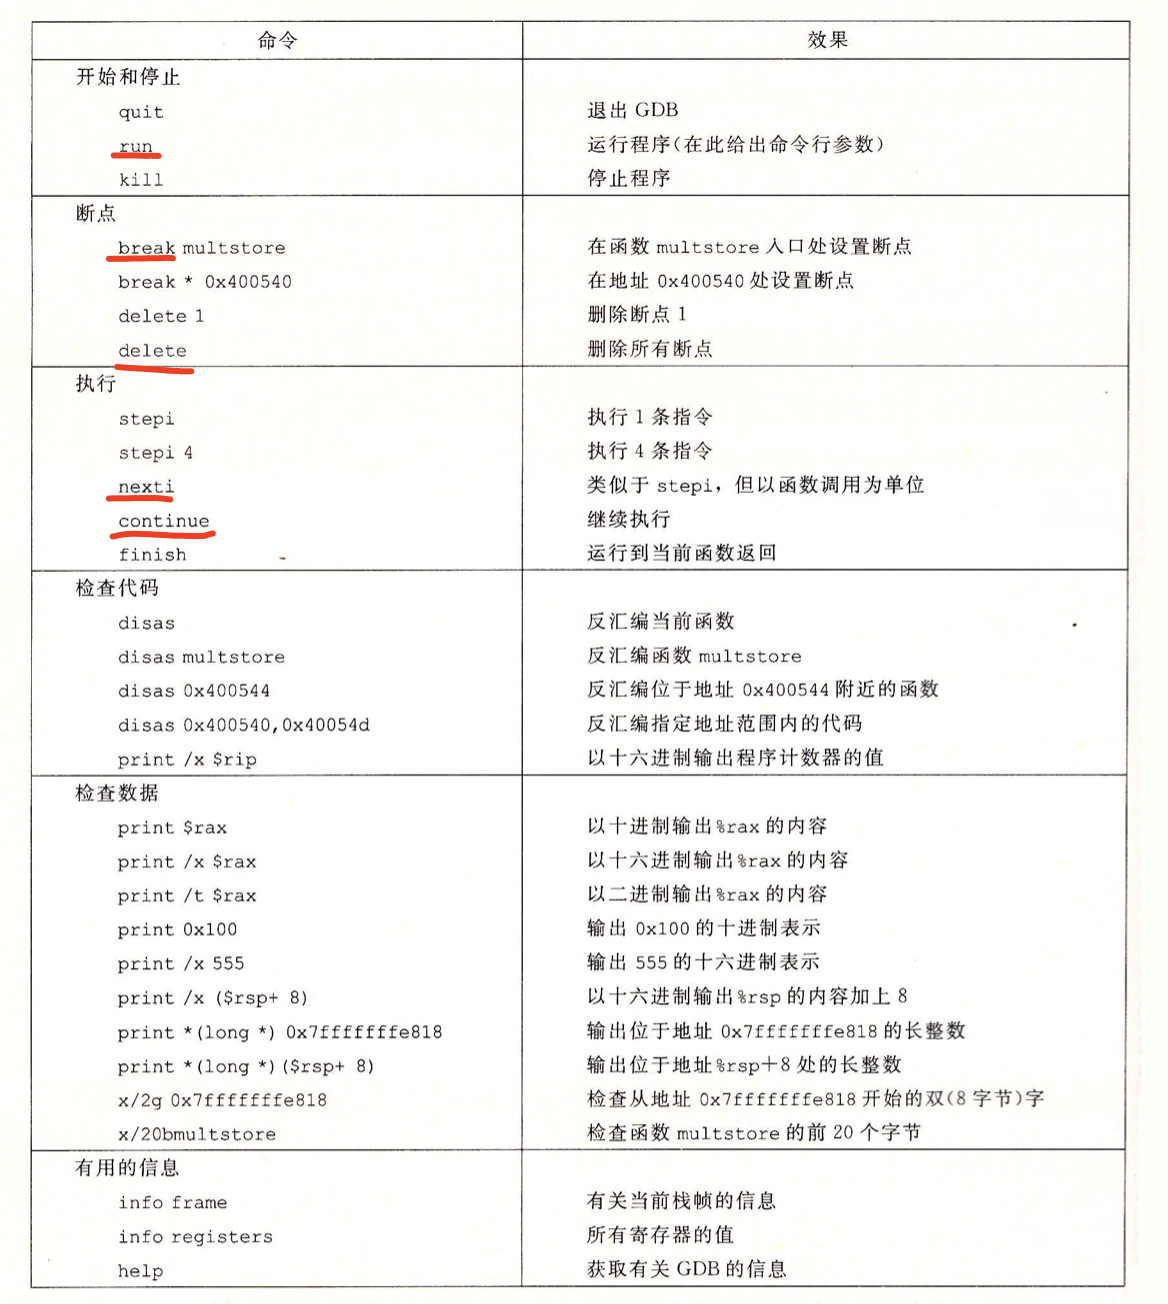 命令 效果
开始和停止
quit 退出 GDB
run 运行程序(在此给出命令行参数)
kill 停止程序
断点
break multstore 在函数 multstore 入口处设置断点
break * 0x400540 在地址 0x400540 处设置断点
delete 1 删除断点 1
delete 删除所有断点
执行
stepi 执行 1 条指令
stepi 4 执行 4 条指令
nexti 类似于 stepi，但以函数调用为单位
continue 继续执行
finish 运行到当前函数返回
检查代码
disas 反汇编当前函数
disas multstore 反汇编函数 multstore
disas 0x400544 反汇编位于地址 0x400544 附近的函数
disas 0x400540,0x40054d 反汇编指定地址范围内的代码
print /x $rip 以十六进制输出程序计数器的值
检查数据
print $rax 以十进制输出%rax 的内容
print /x $rax 以十六进制输出%rax 的内容
print /t $rax 以二进制输出%rax 的内容
print 0x100 输出 0x100 的十进制表示
print /x 555 输出 555 的十六进制表示
print /x ($rsp+ 8) 以十六进制输出%rsp 的内容加上 8
print *(long *) 0x7fffffffe818 输出位于地址 0x7fffffffe818 的长整数
print *(long *)($rsp+ 8) 输出位于地址%rsp+8 处的长整数
x/2g 0x7fffffffe818 检查从地址 0x7fffffffe818 开始的双(8 字节)字
x/20bmultstore 检查函数 multstore 的前 20 个字节
有用的信息
info frame 有关当前栈帧的信息
info registers 所有寄存器的值
help 获取有关 GDB 的信息